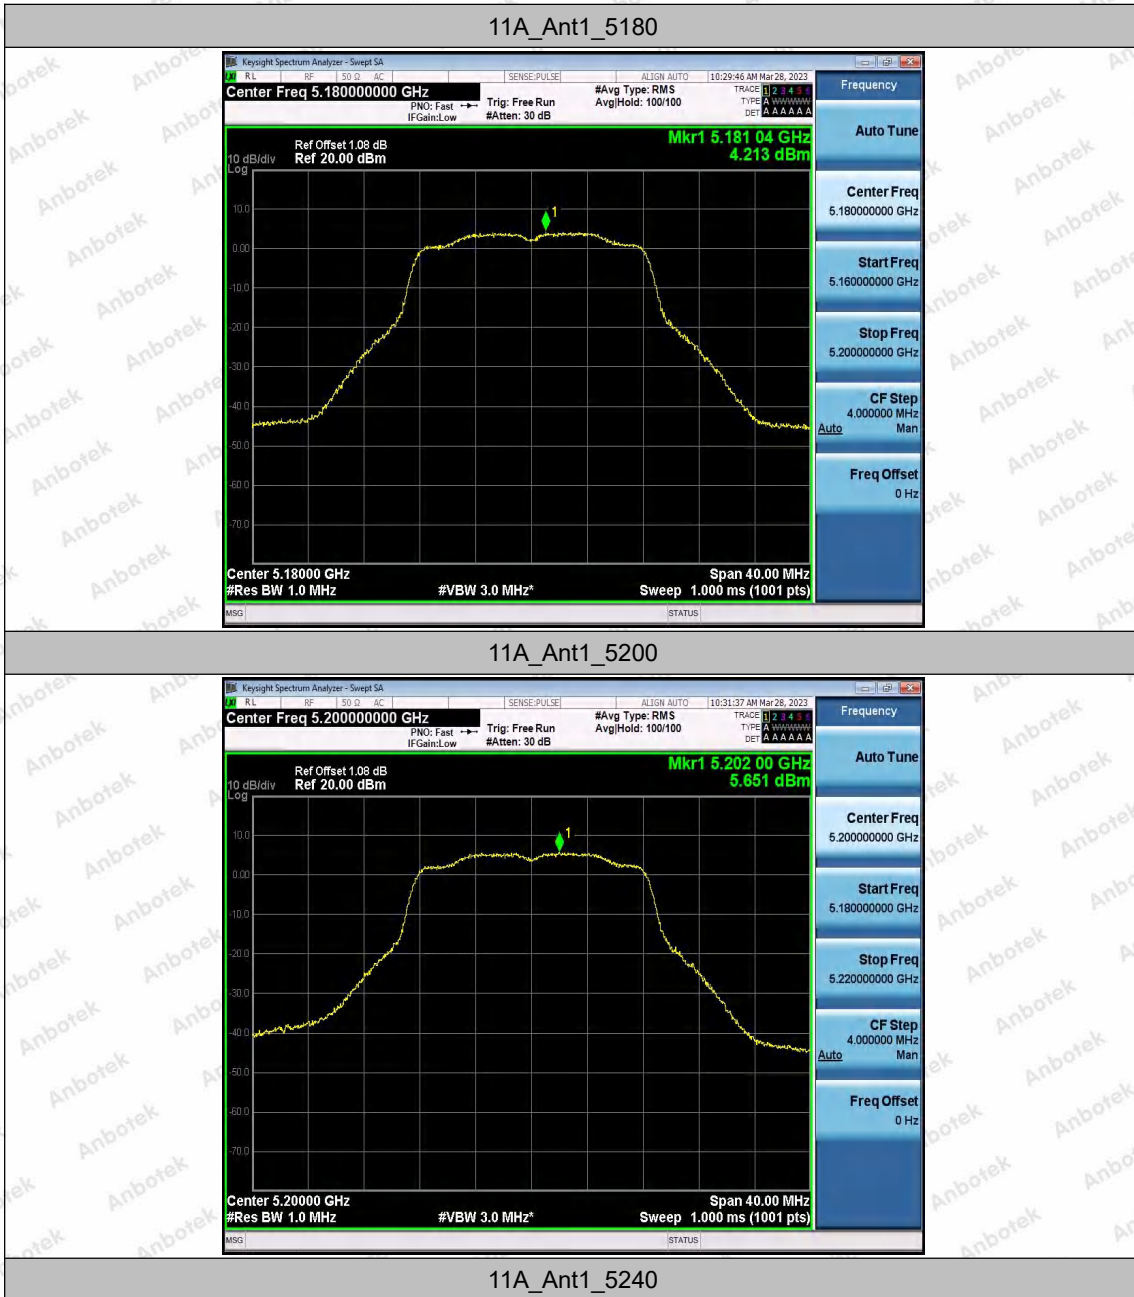 11A_Ant1_5180
Keysight Spectrum Analyzer - Swept SA
RL RF 50 Ω AC SENSE:PULSE ALIGN AUTO 10:29:46 AM Mar 28, 2023
Center Freq 5.180000000 GHz
PNO: Fast
IFGain:Low
Trig: Free Run
#Atten: 30 dB
#Avg Type: RMS
Avg|Hold: 100/100
TRACE 1 2 3 4 5 6
TYPE A WWWWW
DET A A A A A A
Frequency
Mkr1 5.181 04 GHz
4.213 dBm
Ref Offset 1.08 dB
10 dB/div Ref 20.00 dBm
Log
10.0
0.00
-10.0
-20.0
-30.0
-40.0
-50.0
-60.0
-70.0
Center 5.18000 GHz Span 40.00 MHz
#Res BW 1.0 MHz #VBW 3.0 MHz* Sweep 1.000 ms (1001 pts)
MSG STATUS
Auto Tune
Center Freq
5.180000000 GHz
Start Freq
5.160000000 GHz
Stop Freq
5.200000000 GHz
CF Step
4.000000 MHz
Auto Man
Freq Offset
0 Hz
11A_Ant1_5200
Keysight Spectrum Analyzer - Swept SA
RL RF 50 Ω AC SENSE:PULSE ALIGN AUTO 10:31:37 AM Mar 28, 2023
Center Freq 5.200000000 GHz
PNO: Fast
IFGain:Low
Trig: Free Run
#Atten: 30 dB
#Avg Type: RMS
Avg|Hold: 100/100
TRACE 1 2 3 4 5 6
TYPE A WWWWW
DET A A A A A A
Frequency
Mkr1 5.202 00 GHz
5.651 dBm
Ref Offset 1.08 dB
10 dB/div Ref 20.00 dBm
Log
10.0
0.00
-10.0
-20.0
-30.0
-40.0
-50.0
-60.0
-70.0
Center 5.20000 GHz Span 40.00 MHz
#Res BW 1.0 MHz #VBW 3.0 MHz* Sweep 1.000 ms (1001 pts)
MSG STATUS
Auto Tune
Center Freq
5.200000000 GHz
Start Freq
5.180000000 GHz
Stop Freq
5.220000000 GHz
CF Step
4.000000 MHz
Auto Man
Freq Offset
0 Hz
11A_Ant1_5240
Anbotek